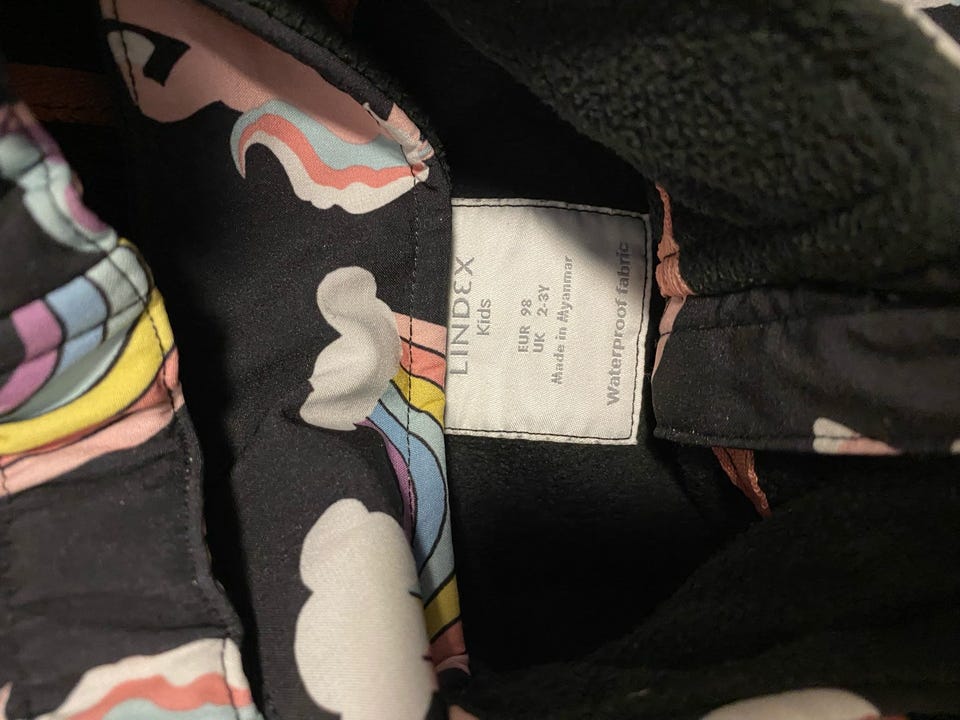 LINDEX
Kids
EUR 98
UK 2-3Y
Made in Myanmar
Waterproof fabric